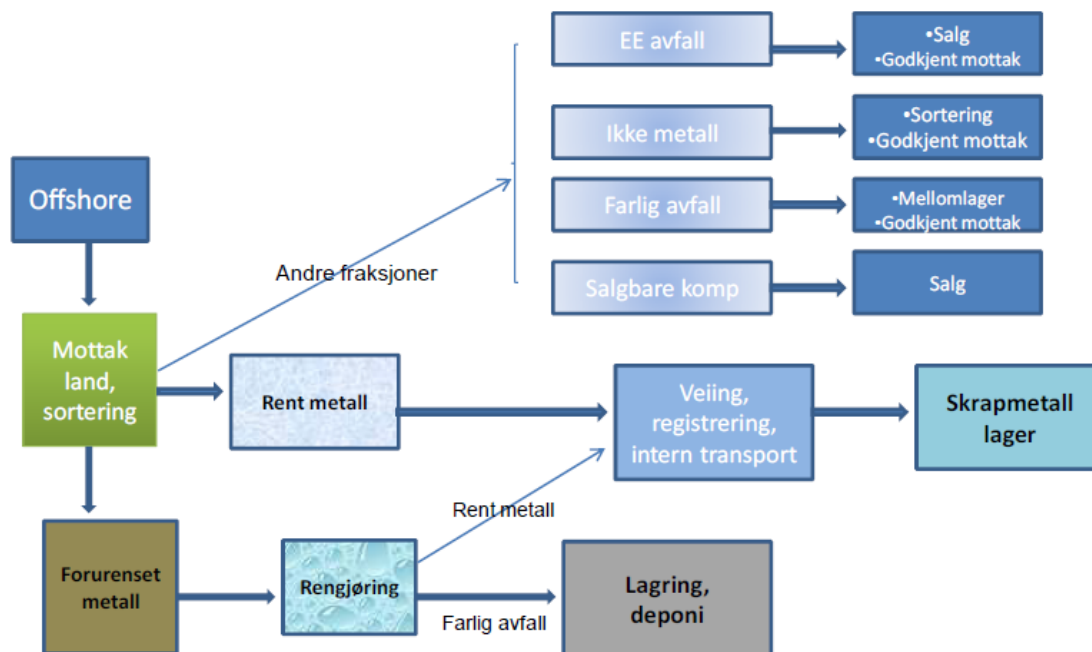 EE avfall
•Salg
•Godkjent mottak
Ikke metall
•Sortering
•Godkjent mottak
Offshore
Farlig avfall
•Mellomlager
•Godkjent mottak
Andre fraksjoner
Salgbare komp
Salg
Mottak
land,
sortering
Rent metall
Veiing,
registrering,
intern transport
Skrapmetall
lager
Rent metall
Forurenset
metall
Rengjøring
Farlig avfall
Lagring,
deponi